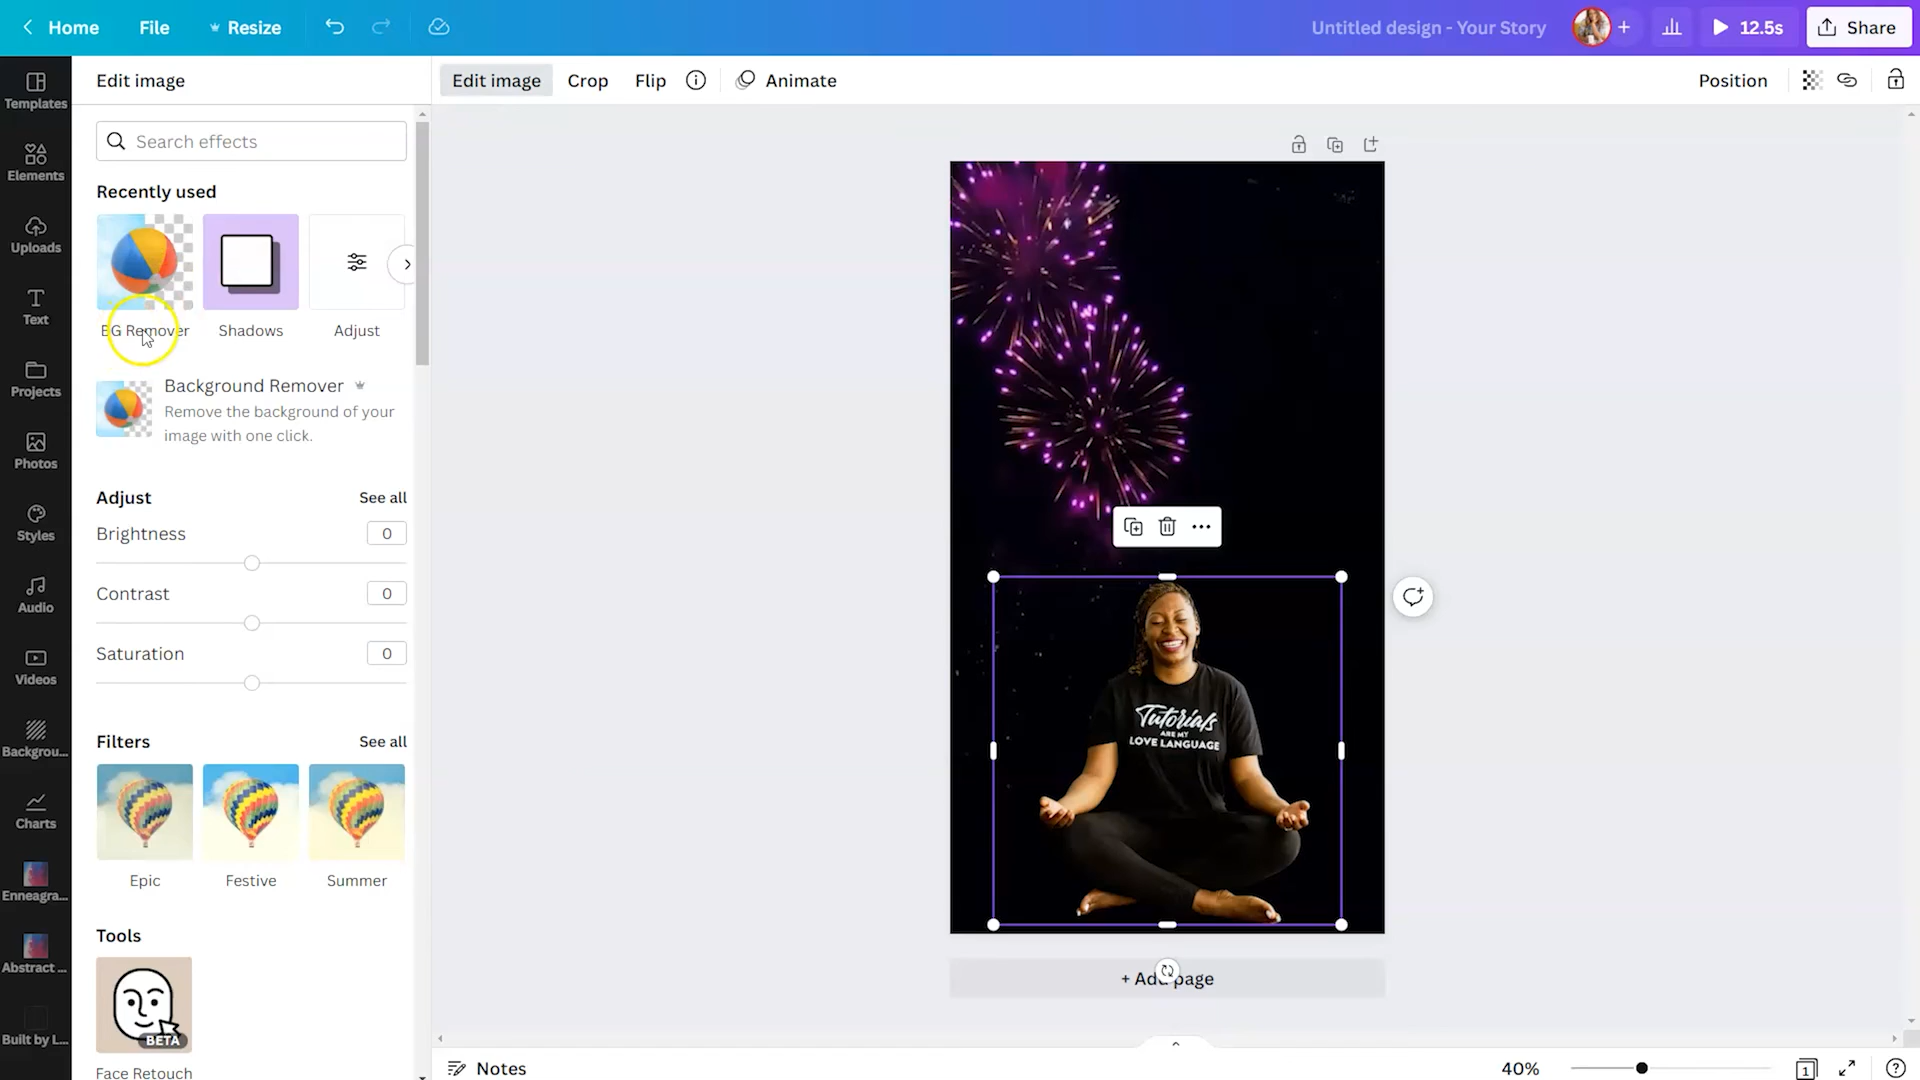 Home
File
Resize
Untitled design - Your Story
12.5s
Share
Templates
Elements
Uploads
Text
Projects
Photos
Styles
Audio
Videos
Backgrou...
Charts
Enneagra...
Abstract ...
Built by L...
Edit image
Search effects
Recently used
BG Remover
Shadows
Adjust
Background Remover
Remove the background of your
image with one click.
Adjust
See all
Brightness
0
Contrast
0
Saturation
0
Filters
See all
Epic
Festive
Summer
Tools
BETA
Face Retouch
Edit image
Crop
Flip
Animate
Position
Tutorials
ARE MY
LOVE LANGUAGE
+ Add page
Notes
40%
1